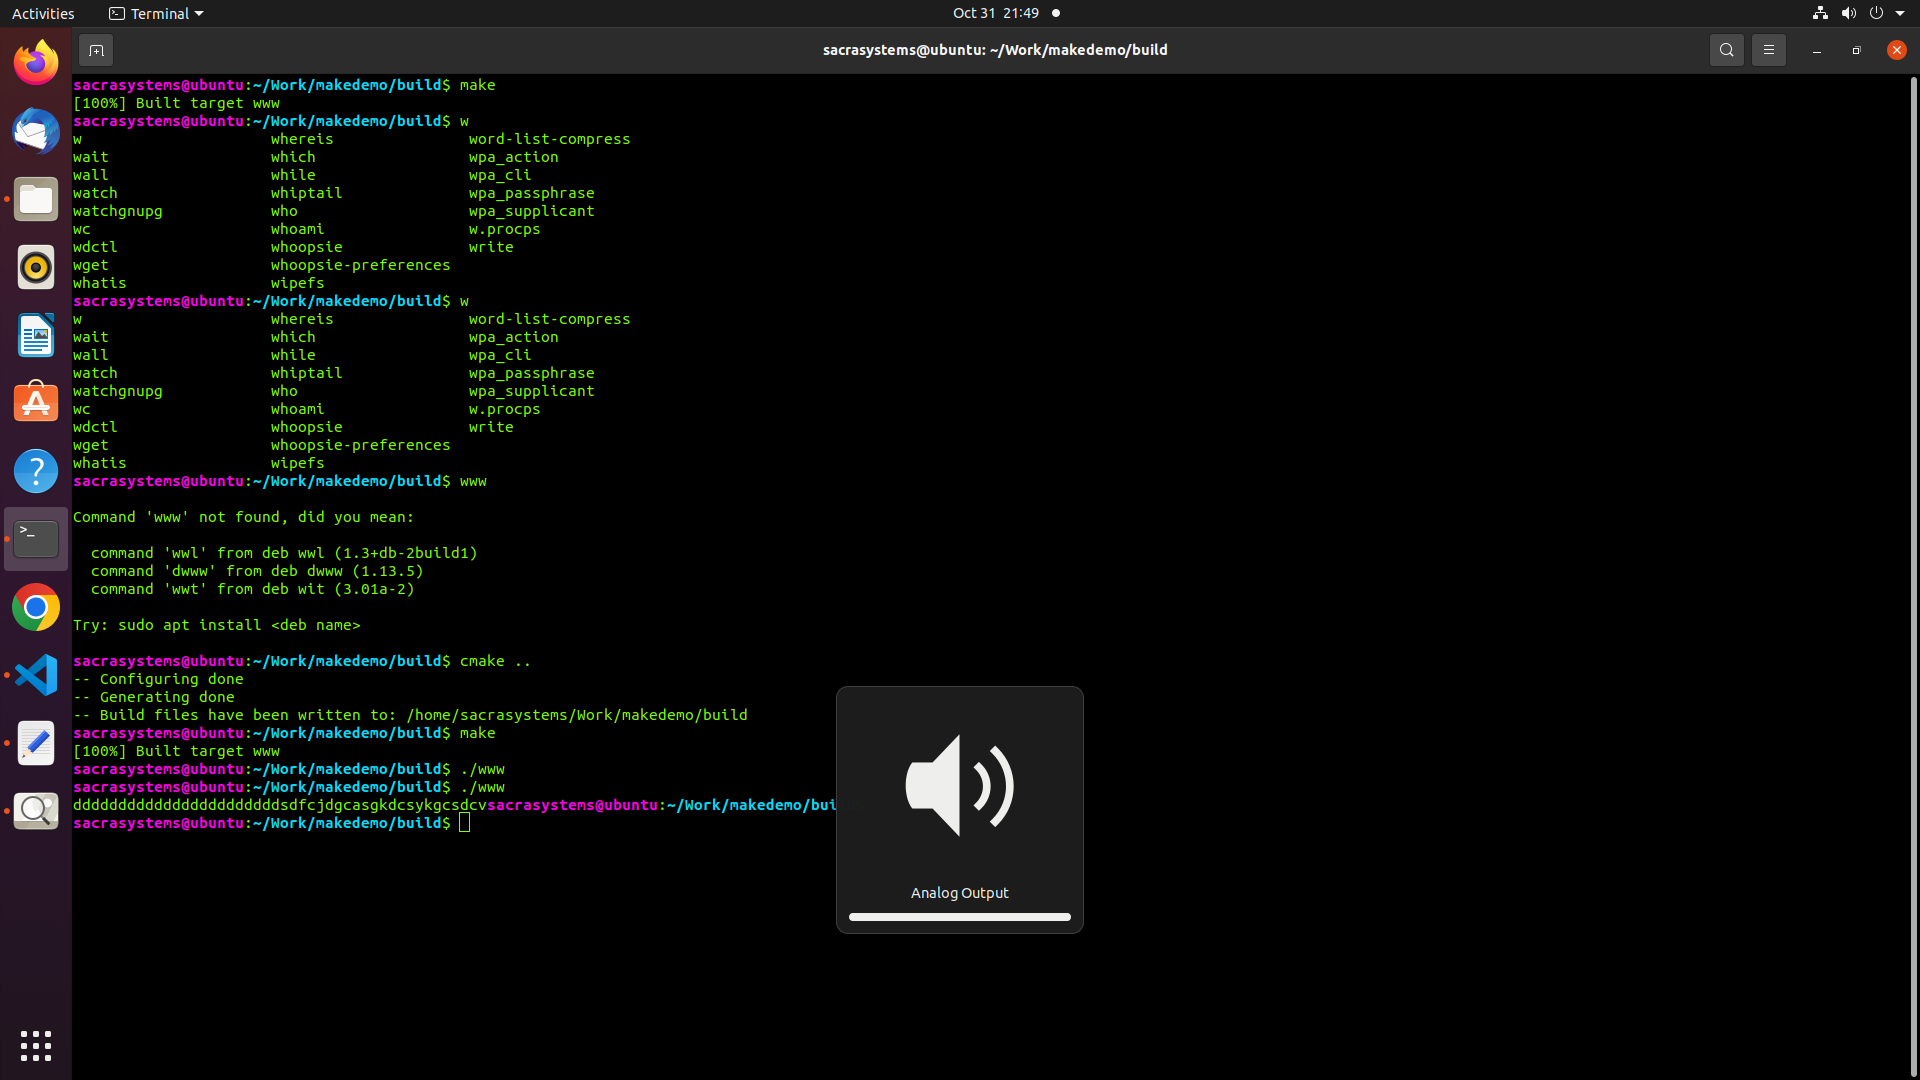 Activities Terminal Oct 31 21:49
sacrasystems@ubuntu: ~/Work/makedemo/build
sacrasystems@ubuntu:~/Work/makedemo/build$ make
[100%] Built target www
sacrasystems@ubuntu:~/Work/makedemo/build$ w
w whereis word-list-compress
wait which wpa_action
wall while wpa_cli
watch whiptail wpa_passphrase
watchgnupg who wpa_supplicant
wc whoami w.procps
wdctl whoopsie write
wget whoopsie-preferences
whatis wipefs
sacrasystems@ubuntu:~/Work/makedemo/build$ w
w whereis word-list-compress
wait which wpa_action
wall while wpa_cli
watch whiptail wpa_passphrase
watchgnupg who wpa_supplicant
wc whoami w.procps
wdctl whoopsie write
wget whoopsie-preferences
whatis wipefs
sacrasystems@ubuntu:~/Work/makedemo/build$ www
Command 'www' not found, did you mean:
command 'wwl' from deb wwl (1.3+db-2build1)
command 'dwww' from deb dwww (1.13.5)
command 'wwt' from deb wit (3.01a-2)
Try: sudo apt install <deb name>
sacrasystems@ubuntu:~/Work/makedemo/build$ cmake ..
-- Configuring done
-- Generating done
-- Build files have been written to: /home/sacrasystems/Work/makedemo/build
sacrasystems@ubuntu:~/Work/makedemo/build$ make
[100%] Built target www
sacrasystems@ubuntu:~/Work/makedemo/build$ ./www
sacrasystems@ubuntu:~/Work/makedemo/build$ ./www
dddddddddddddddddddddddsdfcjdgcasgkdcsykgcsdcvsacrasystems@ubuntu:~/Work/makedemo/bui
sacrasystems@ubuntu:~/Work/makedemo/build$
Analog Output